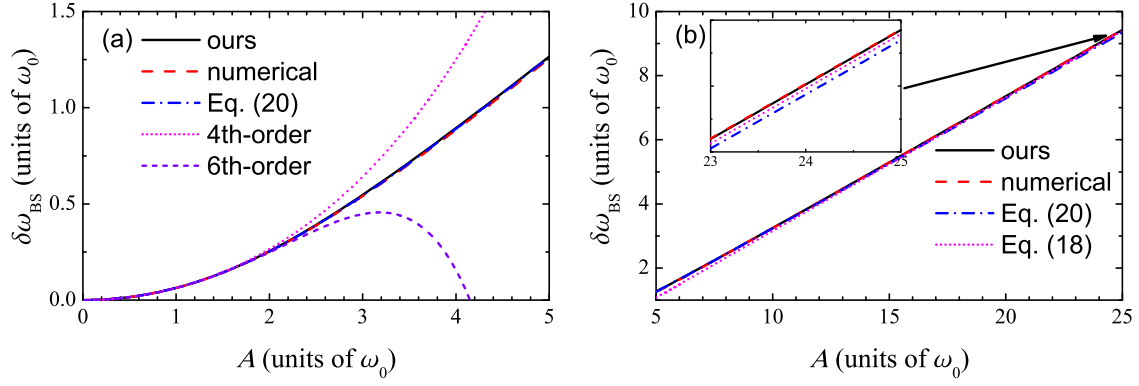 (a)
ours
numerical
Eq. (20)
4th-order
6th-order
δω_BS (units of ω_0)
1.5
1.0
0.5
0.0
0 1 2 3 4 5
A (units of ω_0)
(b)
23 24 25
ours
numerical
Eq. (20)
Eq. (18)
δω_BS (units of ω_0)
10
8
6
4
2
5 10 15 20 25
A (units of ω_0)